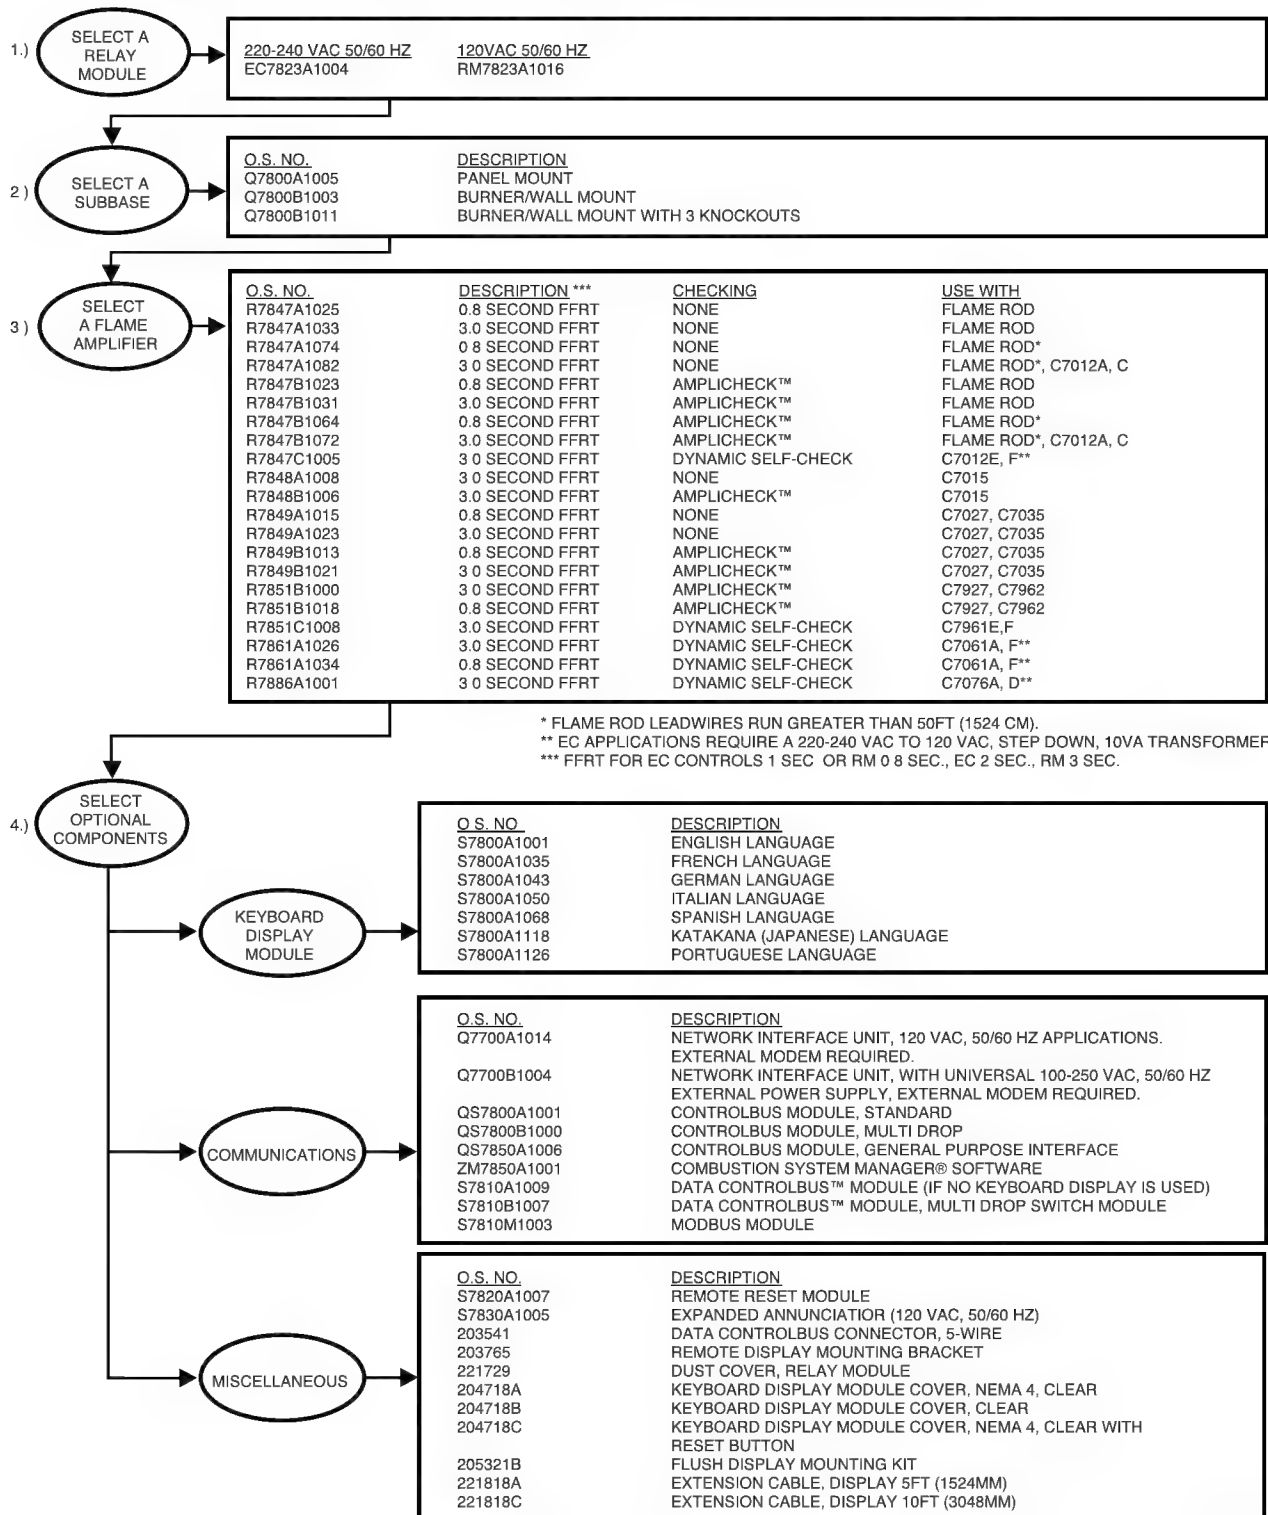 1.) SELECT A RELAY MODULE
220-240 VAC 50/60 HZ 120VAC 50/60 HZ
EC7823A1004 RM7823A1016
2 ) SELECT A SUBBASE
O.S. NO. DESCRIPTION
Q7800A1005 PANEL MOUNT
Q7800B1003 BURNER/WALL MOUNT
Q7800B1011 BURNER/WALL MOUNT WITH 3 KNOCKOUTS
3 ) SELECT A FLAME AMPLIFIER
O.S. NO. DESCRIPTION *** CHECKING USE WITH
R7847A1025 0.8 SECOND FFRT NONE FLAME ROD
R7847A1033 3.0 SECOND FFRT NONE FLAME ROD
R7847A1074 0 8 SECOND FFRT NONE FLAME ROD*
R7847A1082 3 0 SECOND FFRT NONE FLAME ROD*, C7012A, C
R7847B1023 0.8 SECOND FFRT AMPLICHECK™ FLAME ROD
R7847B1031 3.0 SECOND FFRT AMPLICHECK™ FLAME ROD
R7847B1064 0.8 SECOND FFRT AMPLICHECK™ FLAME ROD*
R7847B1072 3.0 SECOND FFRT AMPLICHECK™ FLAME ROD*, C7012A, C
R7847C1005 3 0 SECOND FFRT DYNAMIC SELF-CHECK C7012E, F**
R7848A1008 3 0 SECOND FFRT NONE C7015
R7848B1006 3.0 SECOND FFRT AMPLICHECK™ C7015
R7849A1015 0.8 SECOND FFRT NONE C7027, C7035
R7849A1023 3.0 SECOND FFRT NONE C7027, C7035
R7849B1013 0.8 SECOND FFRT AMPLICHECK™ C7027, C7035
R7849B1021 3 0 SECOND FFRT AMPLICHECK™ C7027, C7035
R7851B1000 3 0 SECOND FFRT AMPLICHECK™ C7927, C7962
R7851B1018 0.8 SECOND FFRT AMPLICHECK™ C7927, C7962
R7851C1008 3.0 SECOND FFRT DYNAMIC SELF-CHECK C7961E,F
R7861A1026 3.0 SECOND FFRT DYNAMIC SELF-CHECK C7061A, F**
R7861A1034 0.8 SECOND FFRT DYNAMIC SELF-CHECK C7061A, F**
R7886A1001 3 0 SECOND FFRT DYNAMIC SELF-CHECK C7076A, D**
* FLAME ROD LEADWIRES RUN GREATER THAN 50FT (1524 CM).
** EC APPLICATIONS REQUIRE A 220-240 VAC TO 120 VAC, STEP DOWN, 10VA TRANSFORMER
*** FFRT FOR EC CONTROLS 1 SEC OR RM 0 8 SEC., EC 2 SEC., RM 3 SEC.
4.) SELECT OPTIONAL COMPONENTS
KEYBOARD DISPLAY MODULE
O S. NO DESCRIPTION
S7800A1001 ENGLISH LANGUAGE
S7800A1035 FRENCH LANGUAGE
S7800A1043 GERMAN LANGUAGE
S7800A1050 ITALIAN LANGUAGE
S7800A1068 SPANISH LANGUAGE
S7800A1118 KATAKANA (JAPANESE) LANGUAGE
S7800A1126 PORTUGUESE LANGUAGE
COMMUNICATIONS
O.S. NO. DESCRIPTION
Q7700A1014 NETWORK INTERFACE UNIT, 120 VAC, 50/60 HZ APPLICATIONS.
EXTERNAL MODEM REQUIRED.
Q7700B1004 NETWORK INTERFACE UNIT, WITH UNIVERSAL 100-250 VAC, 50/60 HZ
EXTERNAL POWER SUPPLY, EXTERNAL MODEM REQUIRED.
QS7800A1001 CONTROLBUS MODULE, STANDARD
QS7800B1000 CONTROLBUS MODULE, MULTI DROP
QS7850A1006 CONTROLBUS MODULE, GENERAL PURPOSE INTERFACE
ZM7850A1001 COMBUSTION SYSTEM MANAGER® SOFTWARE
S7810A1009 DATA CONTROLBUS™ MODULE (IF NO KEYBOARD DISPLAY IS USED)
S7810B1007 DATA CONTROLBUS™ MODULE, MULTI DROP SWITCH MODULE
S7810M1003 MODBUS MODULE
MISCELLANEOUS
O.S. NO. DESCRIPTION
S7820A1007 REMOTE RESET MODULE
S7830A1005 EXPANDED ANNUNCIATIOR (120 VAC, 50/60 HZ)
203541 DATA CONTROLBUS CONNECTOR, 5-WIRE
203765 REMOTE DISPLAY MOUNTING BRACKET
221729 DUST COVER, RELAY MODULE
204718A KEYBOARD DISPLAY MODULE COVER, NEMA 4, CLEAR
204718B KEYBOARD DISPLAY MODULE COVER, CLEAR
204718C KEYBOARD DISPLAY MODULE COVER, NEMA 4, CLEAR WITH
RESET BUTTON
205321B FLUSH DISPLAY MOUNTING KIT
221818A EXTENSION CABLE, DISPLAY 5FT (1524MM)
221818C EXTENSION CABLE, DISPLAY 10FT (3048MM)